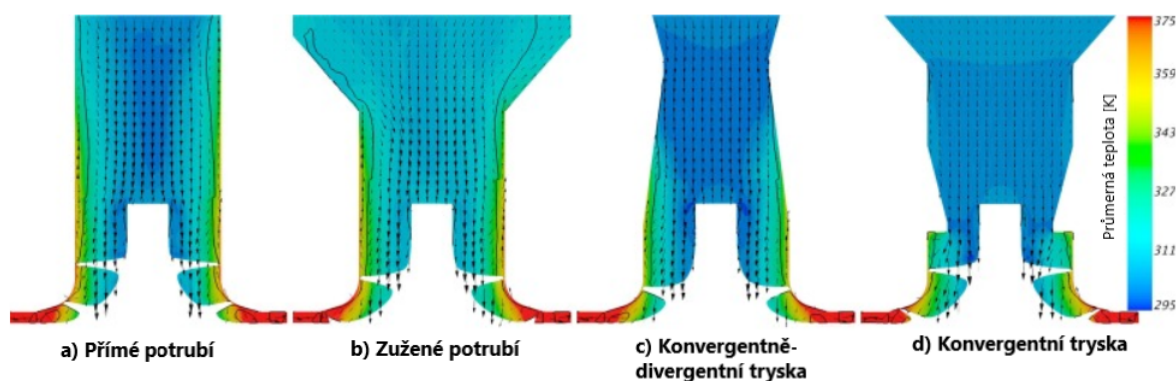 375
359
343
327
311
295
Průmerná teplota [K]
a) Přímé potrubí
b) Zužené potrubí
c) Konvergentně-
divergentní tryska
d) Konvergentní tryska